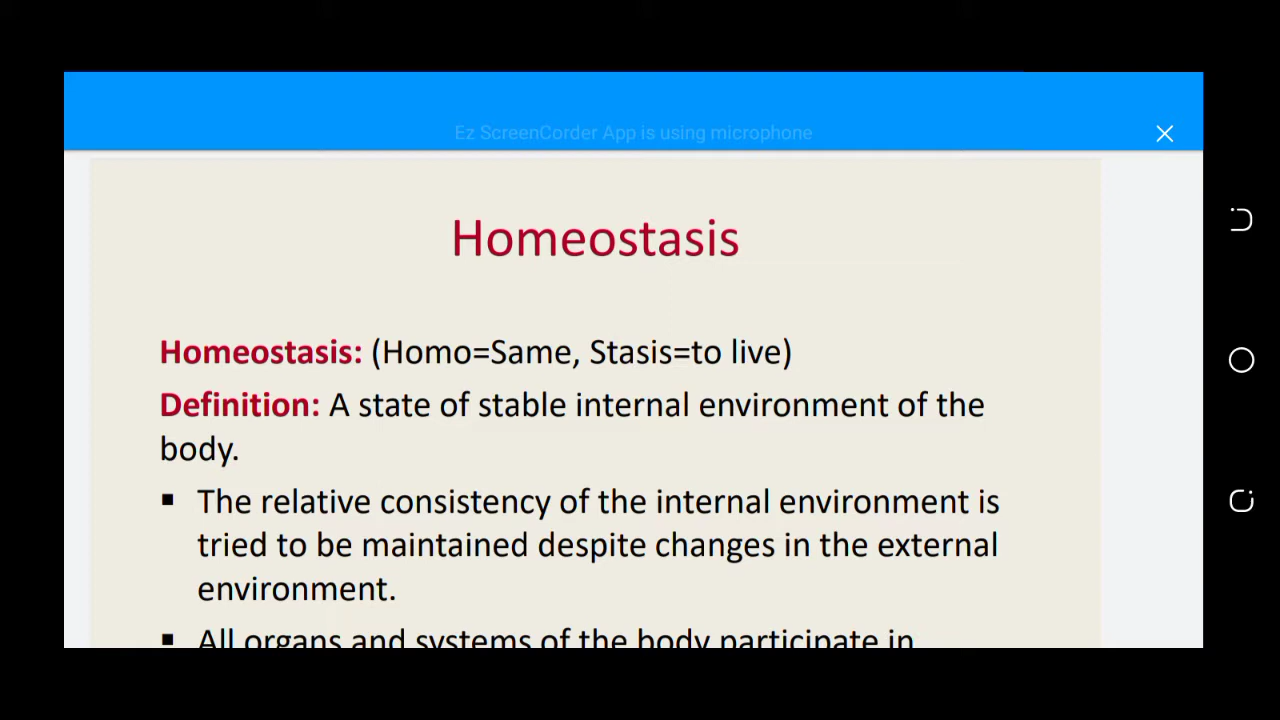 Ez ScreenCorder App is using microphone
Homeostasis
Homeostasis: (Homo=Same, Stasis=to live)
Definition: A state of stable internal environment of the
body.
▪ The relative consistency of the internal environment is
tried to be maintained despite changes in the external
environment.
▪ All organs and systems of the body participate in